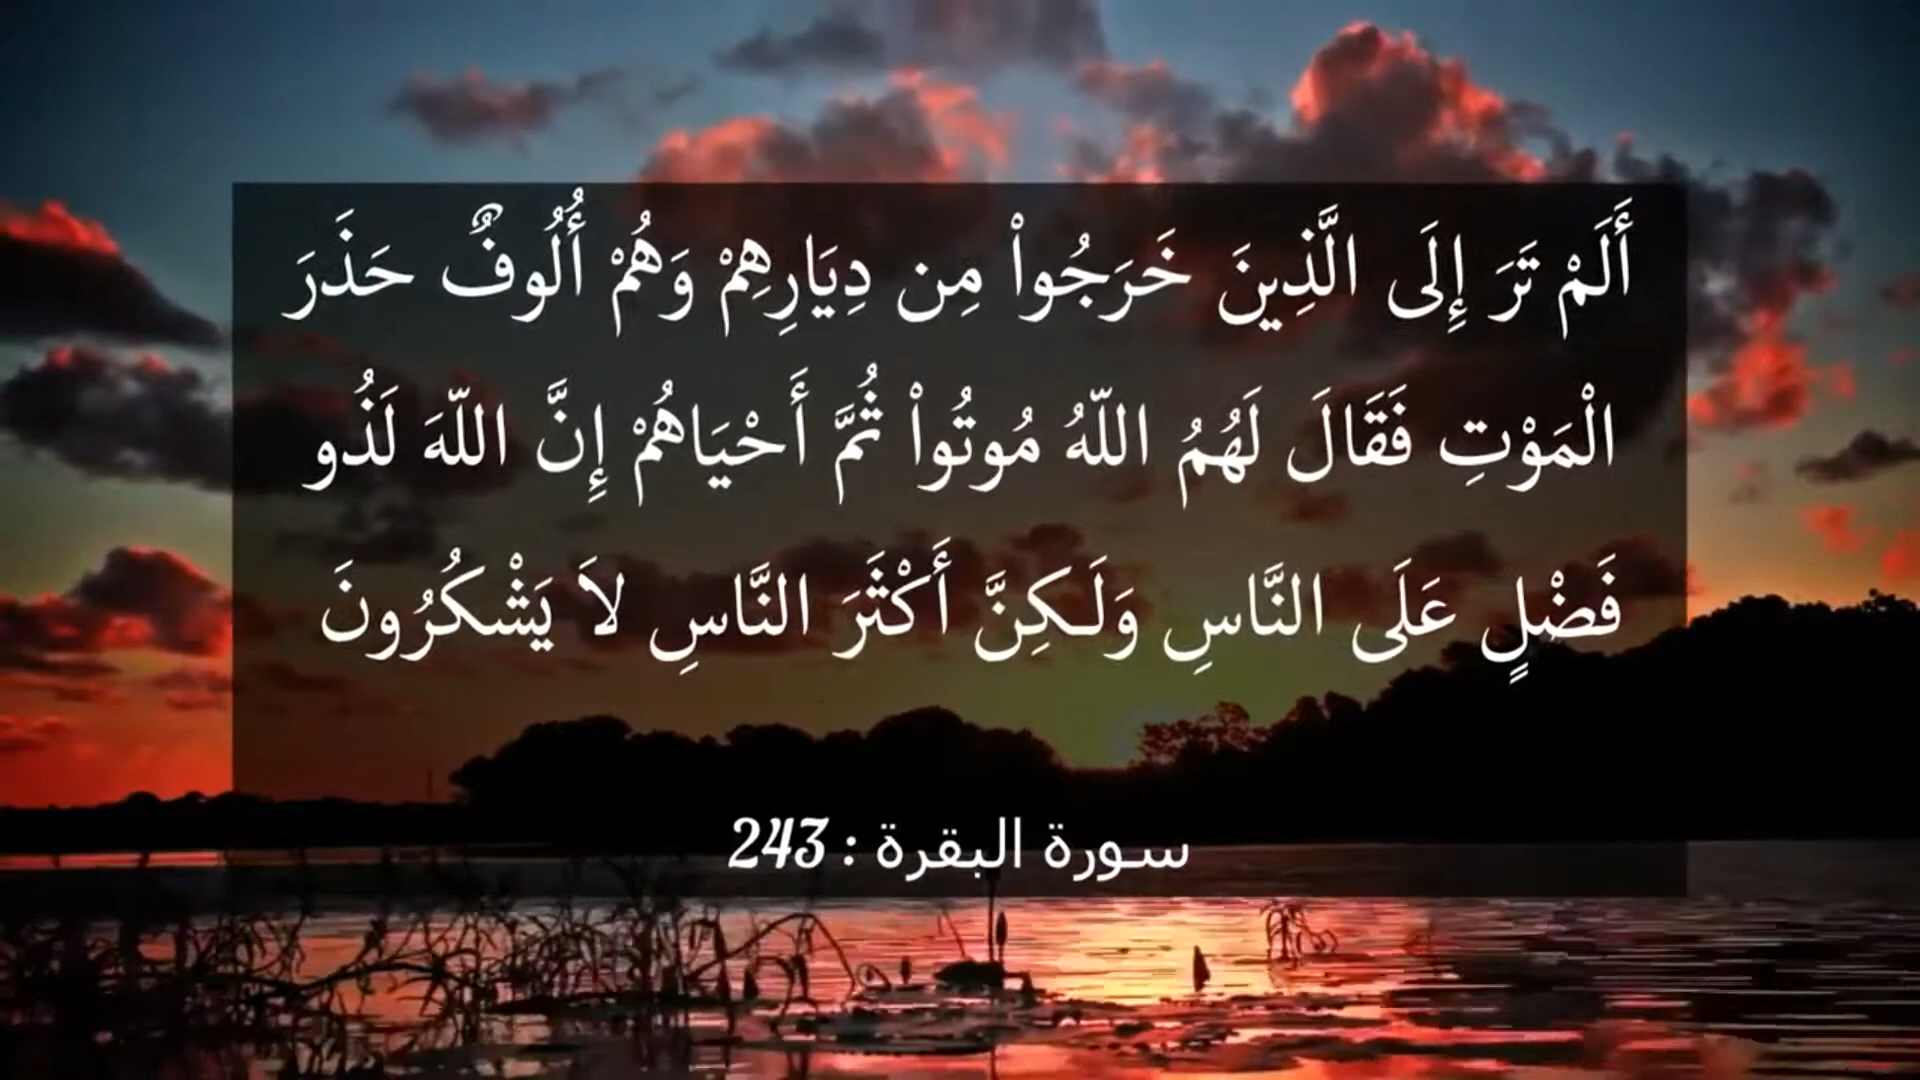 أَلَمْ تَرَ إِلَى الَّذِينَ خَرَجُواْ مِن دِيَارِهِمْ وَهُمْ أُلُوفٌ حَذَرَ
الْمَوْتِ فَقَالَ لَهُمُ اللّهُ مُوتُواْ ثُمَّ أَحْيَاهُمْ إِنَّ اللّهَ لَذُو
فَضْلٍ عَلَى النَّاسِ وَلَـكِنَّ أَكْثَرَ النَّاسِ لاَ يَشْكُرُونَ
سورة البقرة : 243